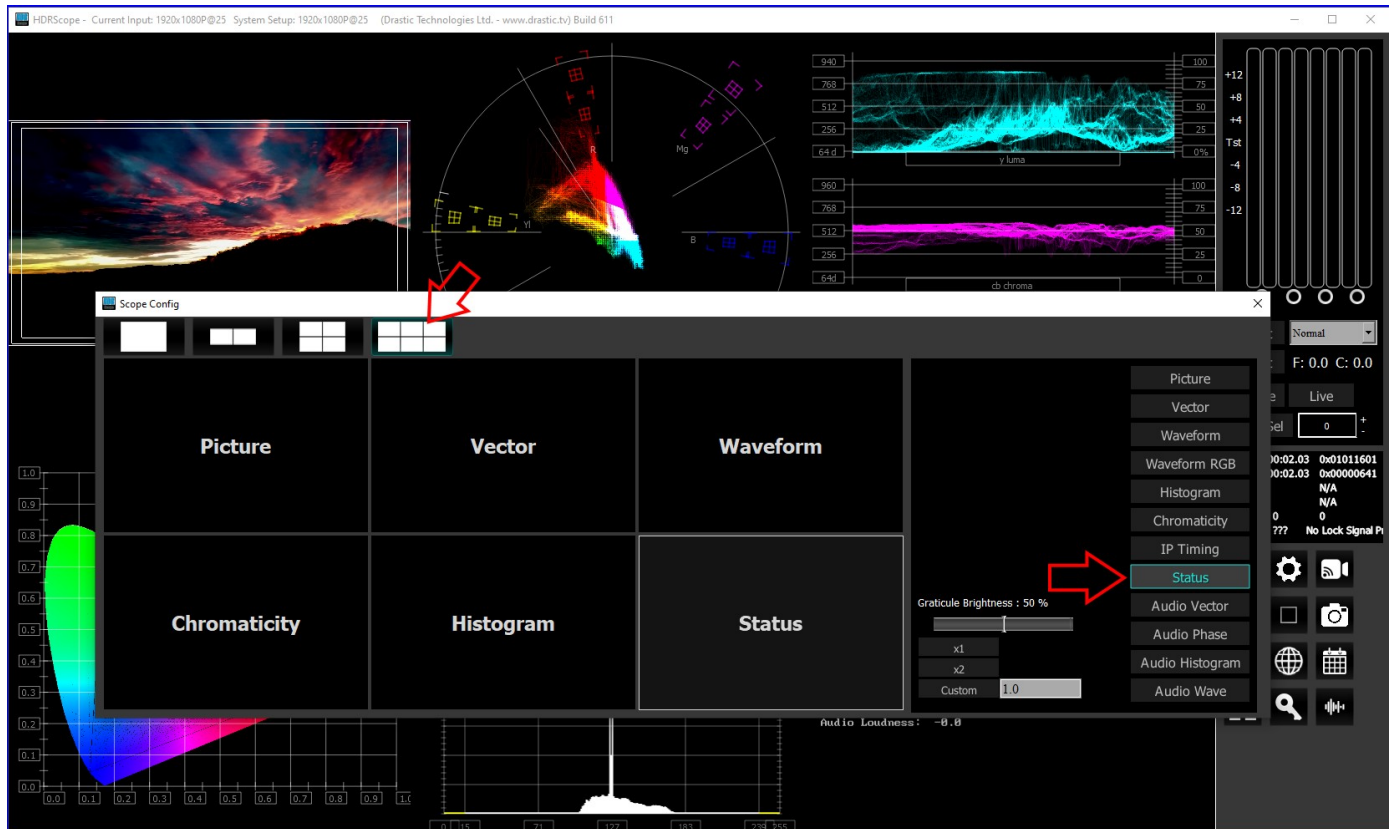 HDRScope - Current Input: 1920x1080P@25 System Setup: 1920x1080P@25 (Drastic Technologies Ltd. - www.drastic.tv) Build 611
R
Mg
Yl
B
940
768
512
256
64 d
100
75
50
25
0%
y luma
960
768
512
256
64d
100
75
50
25
0
cb chroma
+12
+8
+4
Tst
-4
-8
-12
Normal
F: 0.0 C: 0.0
Live
0
+
-
00:02.03 0x01011601
00:02.03 0x00000641
N/A
N/A
0 0
??? No Lock Signal
Scope Config
Picture
Vector
Waveform
Chromaticity
Histogram
Status
Graticule Brightness : 50 %
x1
x2
Custom 1.0
Picture
Vector
Waveform
Waveform RGB
Histogram
Chromaticity
IP Timing
Status
Audio Vector
Audio Phase
Audio Histogram
Audio Wave
Audio Loudness: -0.0
1.0
0.9
0.8
0.7
0.6
0.5
0.4
0.3
0.2
0.1
0.0
0.0 0.1 0.2 0.3 0.4 0.5 0.6 0.7 0.8 0.9
0 15 71 127 183 239 255